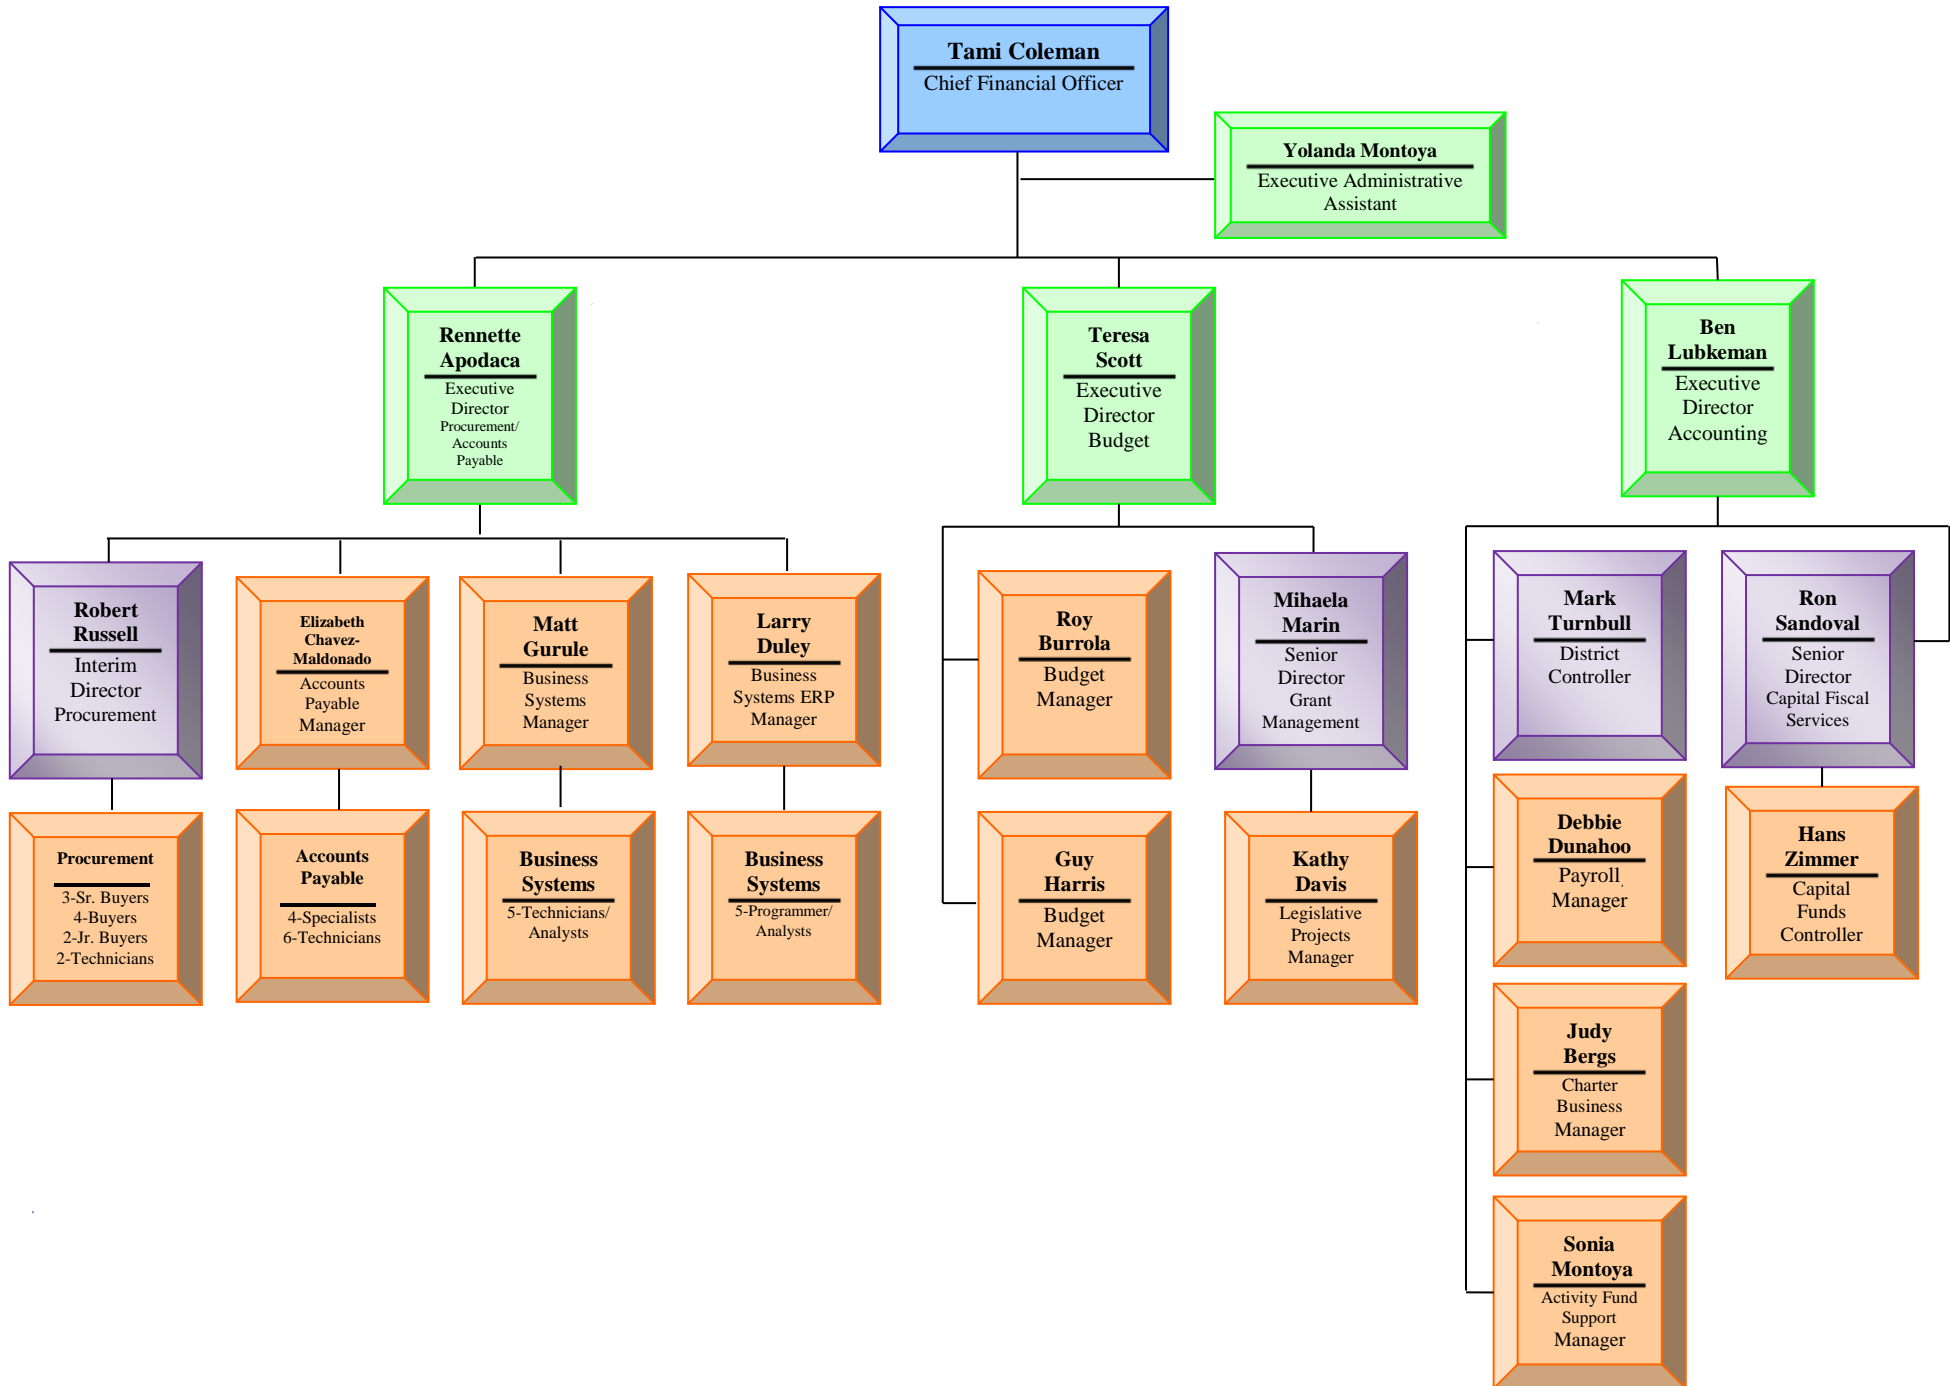 Tami Coleman
Chief Financial Officer
Yolanda Montoya
Executive Administrative
Assistant
Rennette
Apodaca
Executive
Director
Procurement/
Accounts
Payable
Teresa
Scott
Executive
Director
Budget
Ben
Lubkeman
Executive
Director
Accounting
Robert
Russell
Interim
Director
Procurement
Elizabeth
Chavez-
Maldonado
Accounts
Payable
Manager
Matt
Gurule
Business
Systems
Manager
Larry
Duley
Business
Systems ERP
Manager
Roy
Burrola
Budget
Manager
Mihaela
Marin
Senior
Director
Grant
Management
Mark
Turnbull
District
Controller
Ron
Sandoval
Senior
Director
Capital Fiscal
Services
Procurement
3-Sr. Buyers
4-Buyers
2-Jr. Buyers
2-Technicians
Accounts
Payable
4-Specialists
6-Technicians
Business
Systems
5-Technicians/
Analysts
Business
Systems
5-Programmer/
Analysts
Guy
Harris
Budget
Manager
Kathy
Davis
Legislative
Projects
Manager
Debbie
Dunahoo
Payroll
Manager
Hans
Zimmer
Capital
Funds
Controller
Judy
Bergs
Charter
Business
Manager
Sonia
Montoya
Activity Fund
Support
Manager